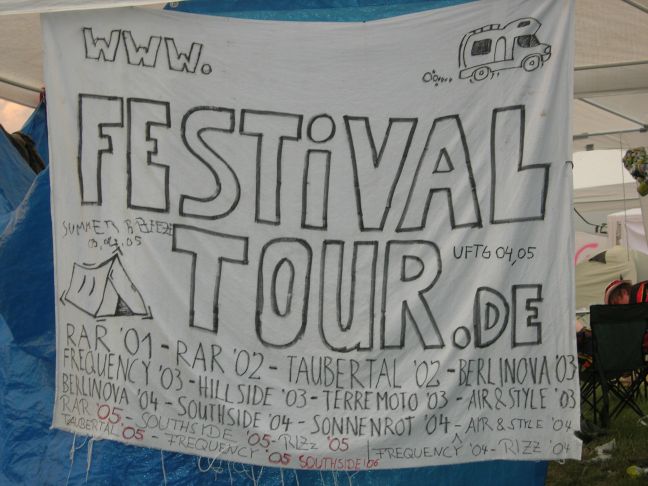 WWW.
FESTiVAL
SUMMER BREEZE
03,04,05
TOUR.DE
UFTG 04,05
RAR '01 - RAR '02 - TAUBERTAL '02 - BERLINOVA '03
FREQUENCY '03 - HILLSIDE '03 - TERREMOTO '03 - AIR & STYLE '03
BERLINOVA '04 - SOUTHSIDE '04 - SONNENROT '04 - AIR & STYLE '04
RAR '05 - SOUTHSIDE '05 - RIZZ '05
FREQUENCY '04 - RIZZ '04
TAUBERTAL '05 - FREQUENCY '05 SOUTHSIDE '06